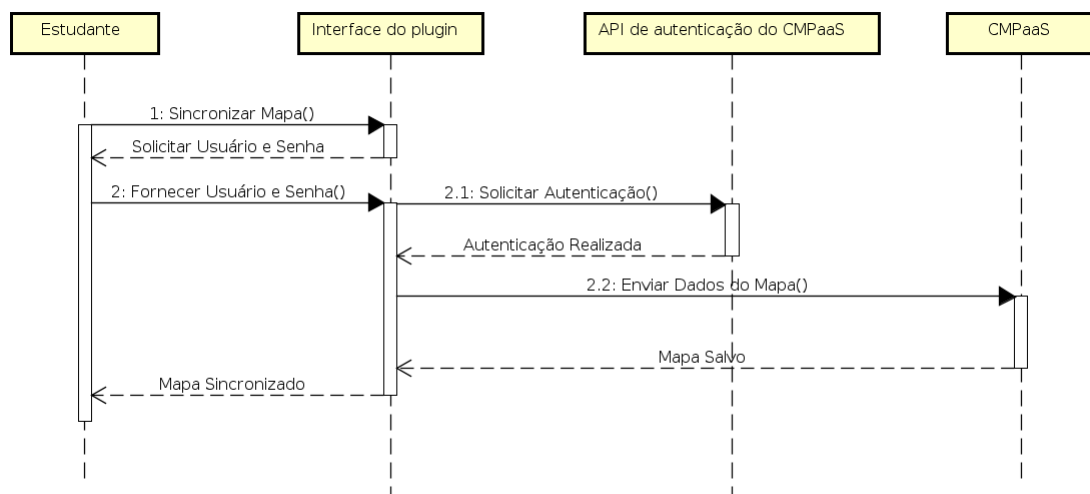 Estudante
Interface do plugin
API de autenticação do CMPaaS
CMPaaS
1: Sincronizar Mapa()
Solicitar Usuário e Senha
2: Fornecer Usuário e Senha()
2.1: Solicitar Autenticação()
Autenticação Realizada
2.2: Enviar Dados do Mapa()
Mapa Salvo
Mapa Sincronizado